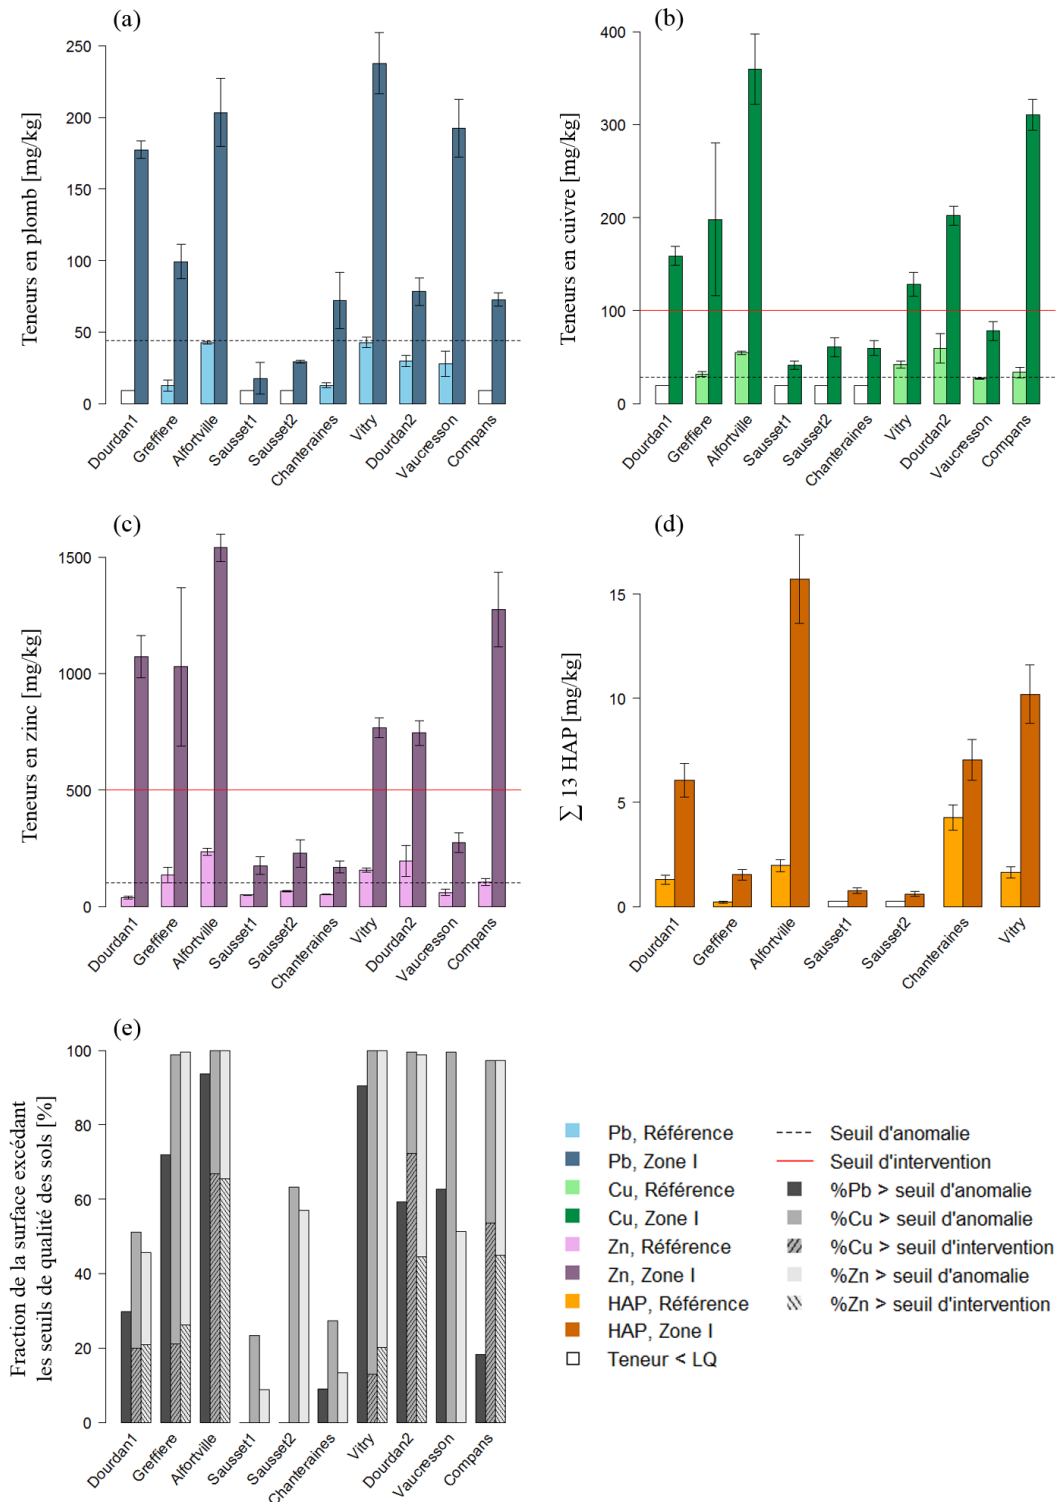 (a)
Teneurs en plomb [mg/kg]
250
200
150
100
50
0
Dourdan1
Greffiere
Alfortville
Sausset1
Sausset2
Chanteraines
Vitry
Dourdan2
Vaucresson
Compans
(b)
Teneurs en cuivre [mg/kg]
400
300
200
100
0
Dourdan1
Greffiere
Alfortville
Sausset1
Sausset2
Chanteraines
Vitry
Dourdan2
Vaucresson
Compans
(c)
Teneurs en zinc [mg/kg]
1500
1000
500
0
Dourdan1
Greffiere
Alfortville
Sausset1
Sausset2
Chanteraines
Vitry
Dourdan2
Vaucresson
Compans
(d)
∑ 13 HAP [mg/kg]
15
10
5
0
Dourdan1
Greffiere
Alfortville
Sausset1
Sausset2
Chanteraines
Vitry
(e)
Fraction de la surface excédant
les seuils de qualité des sols [%]
100
80
60
40
20
0
Dourdan1
Greffiere
Alfortville
Sausset1
Sausset2
Chanteraines
Vitry
Dourdan2
Vaucresson
Compans
Pb, Référence
Pb, Zone I
Cu, Référence
Cu, Zone I
Zn, Référence
Zn, Zone I
HAP, Référence
HAP, Zone I
Teneur < LQ
Seuil d'anomalie
Seuil d'intervention
%Pb > seuil d'anomalie
%Cu > seuil d'anomalie
%Cu > seuil d'intervention
%Zn > seuil d'anomalie
%Zn > seuil d'intervention